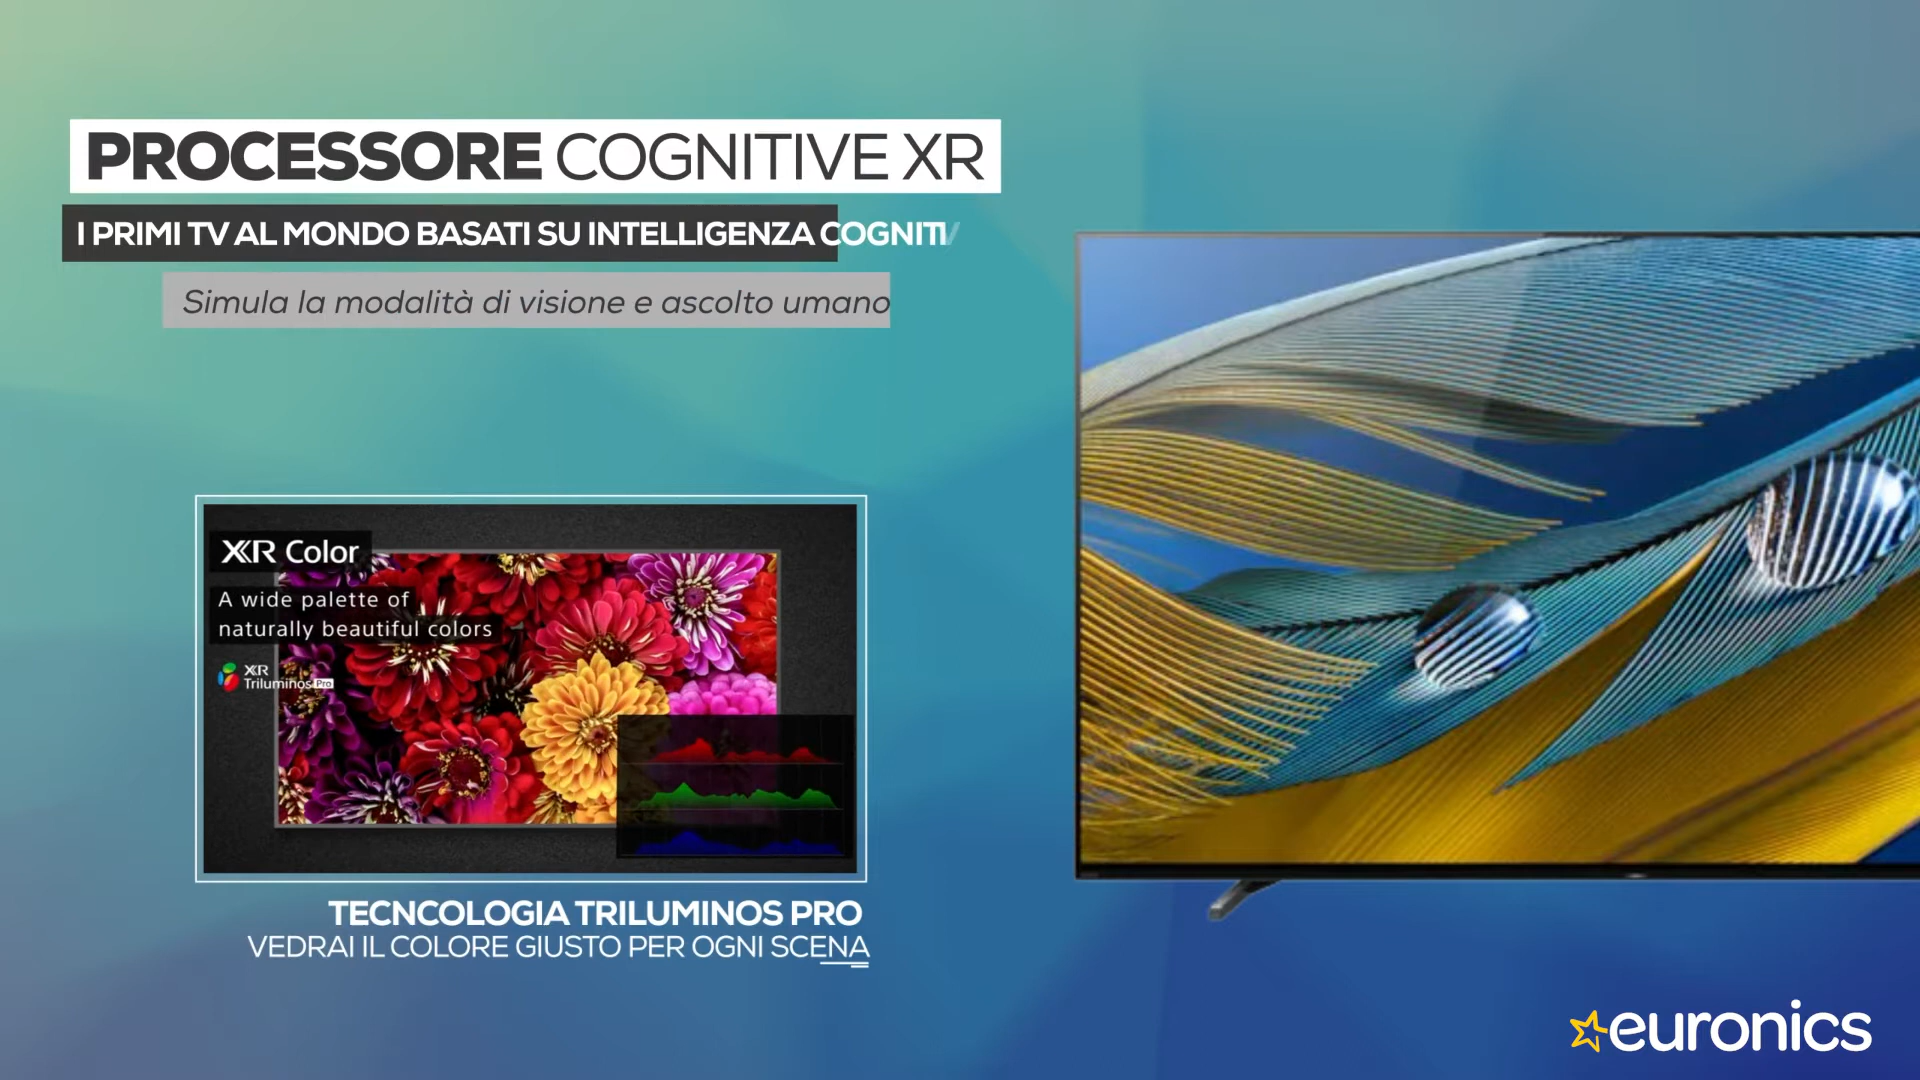 PROCESSORE COGNITIVE XR
I PRIMI TV AL MONDO BASATI SU INTELLIGENZA COGNITIV
Simula la modalità di visione e ascolto umano
XR Color
A wide palette of
naturally beautiful colors
XR
Triluminos Pro
TECNCOLOGIA TRILUMINOS PRO
VEDRAI IL COLORE GIUSTO PER OGNI SCENA
euronics